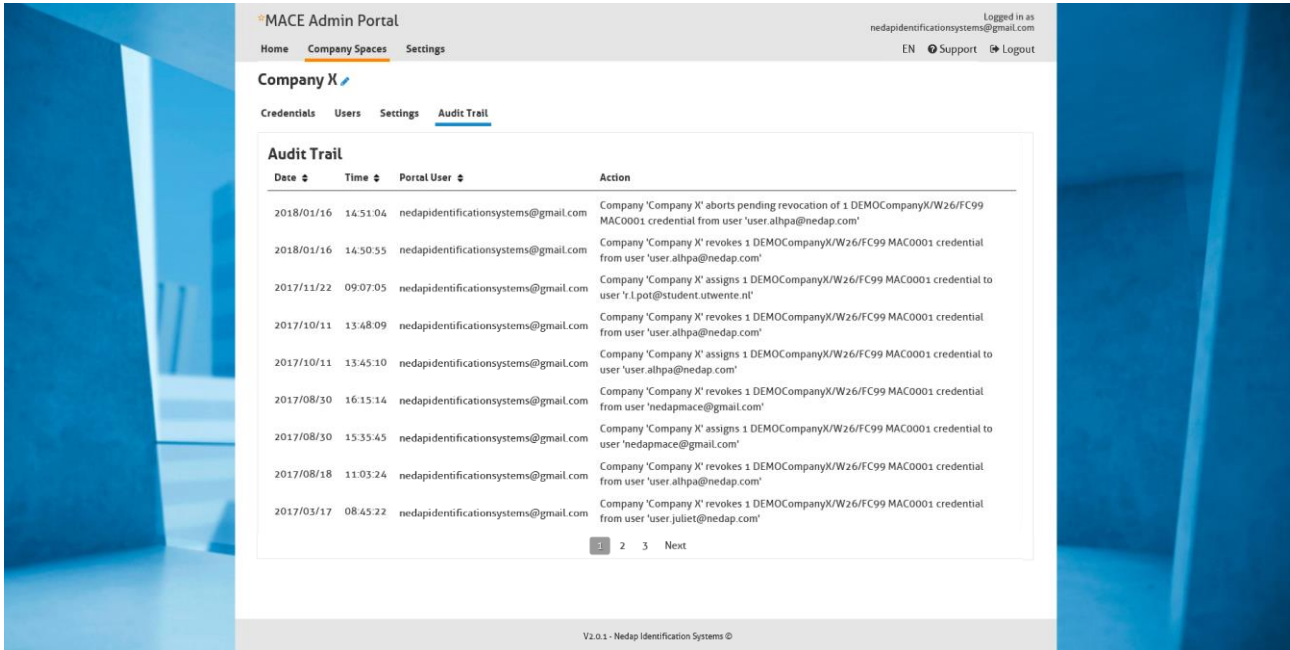 *MACE Admin Portal
Logged in as
nedapidentificationsystems@gmail.com
Home Company Spaces Settings
EN Support Logout
Company X
Credentials Users Settings Audit Trail
Audit Trail
Date Time Portal User Action
2018/01/16 14:51:04 nedapidentificationsystems@gmail.com Company 'Company X' aborts pending revocation of 1 DEMOCompanyX/W26/FC99
MAC0001 credential from user 'user.alhpa@nedap.com'
2018/01/16 14:50:55 nedapidentificationsystems@gmail.com Company 'Company X' revokes 1 DEMOCompanyX/W26/FC99 MAC0001 credential
from user 'user.alhpa@nedap.com'
2017/11/22 09:07:05 nedapidentificationsystems@gmail.com Company 'Company X' assigns 1 DEMOCompanyX/W26/FC99 MAC0001 credential to
user 'r.l.pot@student.utwente.nl'
2017/10/11 13:48:09 nedapidentificationsystems@gmail.com Company 'Company X' revokes 1 DEMOCompanyX/W26/FC99 MAC0001 credential
from user 'user.alhpa@nedap.com'
2017/10/11 13:45:10 nedapidentificationsystems@gmail.com Company 'Company X' assigns 1 DEMOCompanyX/W26/FC99 MAC0001 credential to
user 'user.alhpa@nedap.com'
2017/08/30 16:15:14 nedapidentificationsystems@gmail.com Company 'Company X' revokes 1 DEMOCompanyX/W26/FC99 MAC0001 credential
from user 'nedapmace@gmail.com'
2017/08/30 15:35:45 nedapidentificationsystems@gmail.com Company 'Company X' assigns 1 DEMOCompanyX/W26/FC99 MAC0001 credential to
user 'nedapmace@gmail.com'
2017/08/18 11:03:24 nedapidentificationsystems@gmail.com Company 'Company X' revokes 1 DEMOCompanyX/W26/FC99 MAC0001 credential
from user 'user.alhpa@nedap.com'
2017/03/17 08:45:22 nedapidentificationsystems@gmail.com Company 'Company X' revokes 1 DEMOCompanyX/W26/FC99 MAC0001 credential
from user 'user.juliet@nedap.com'
1 2 3 Next
V2.0.1 - Nedap Identification Systems ©